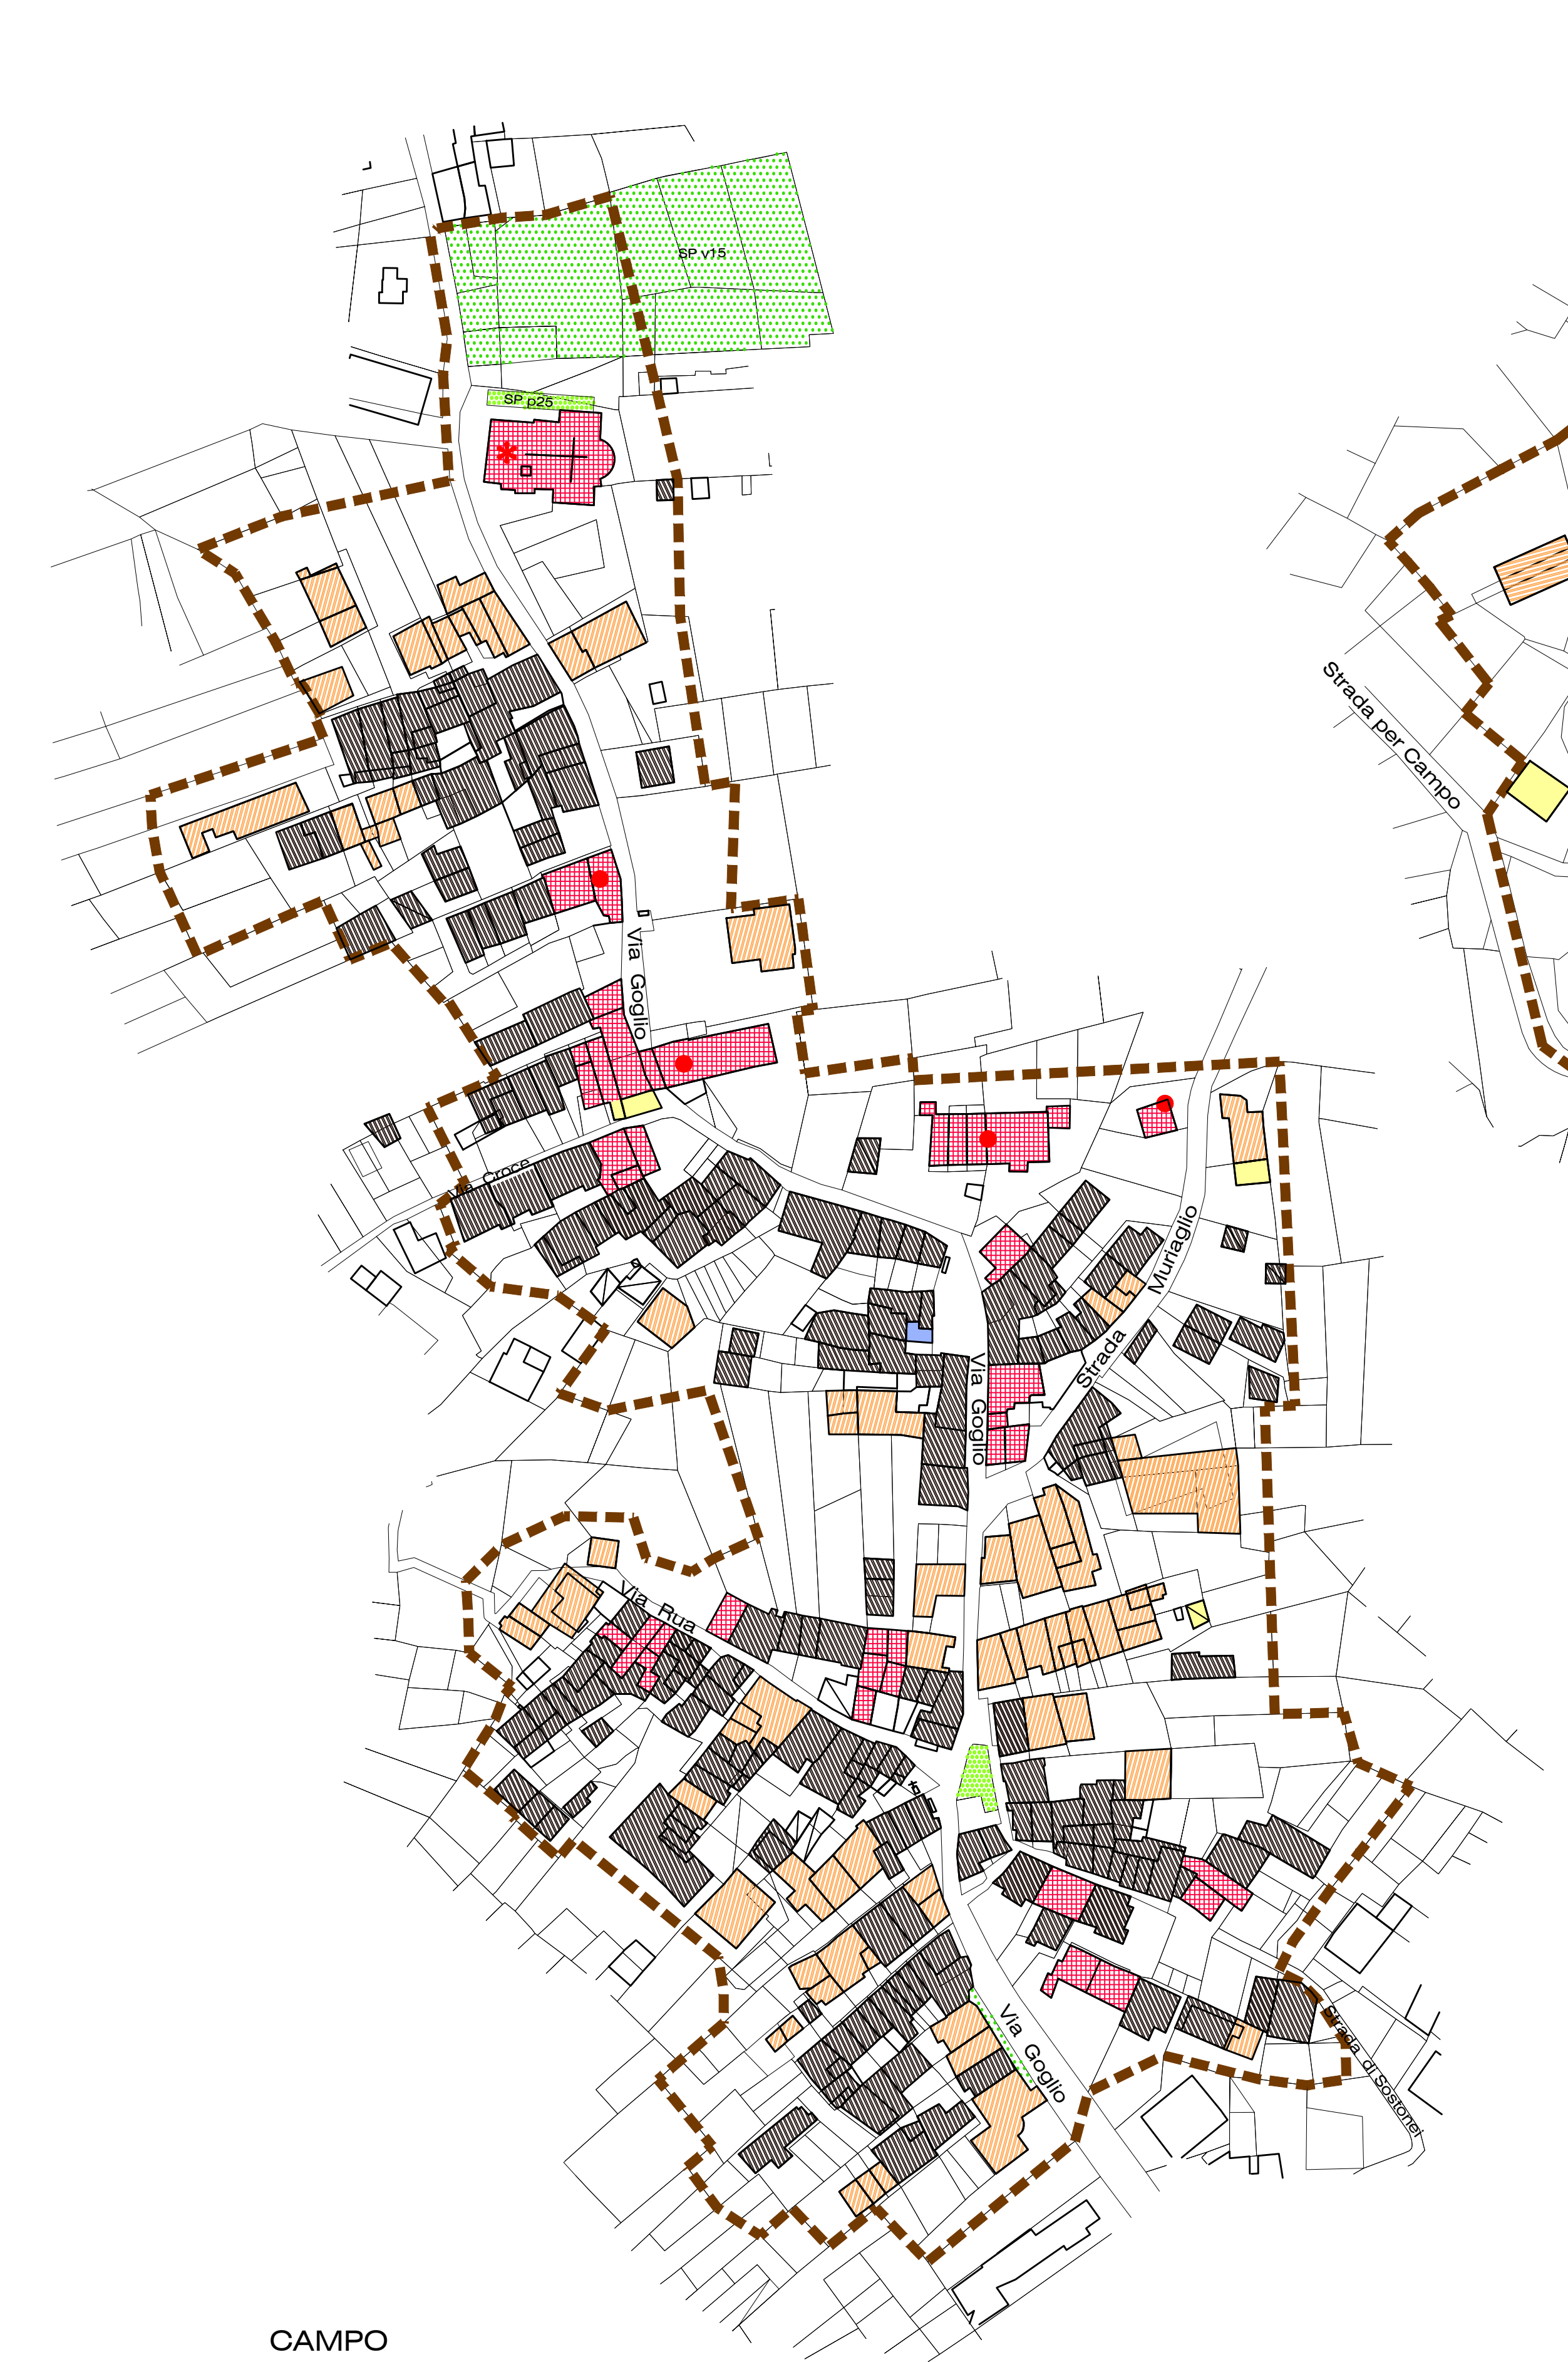 SP v15
SP p25
Strada per Campo
Via Goglio
Via Croce
Strada Muriaglio
Via Goglio
Via Rua
Via Goglio
Strada di Sostonei
CAMPO